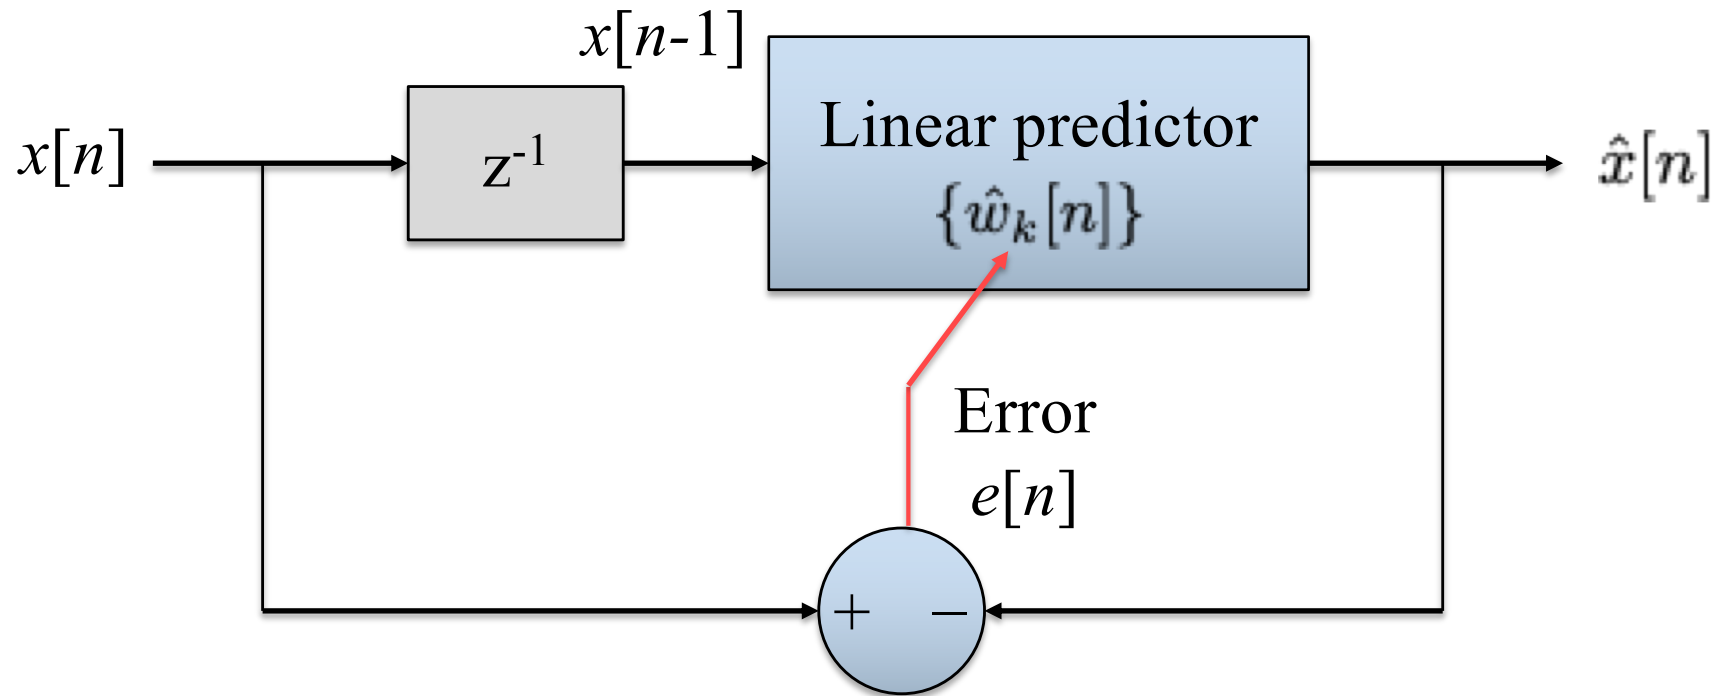 x[n-1]
x[n]
z⁻¹
Linear predictor
{ŵₖ[n]}
x̂[n]
Error
e[n]
+ −